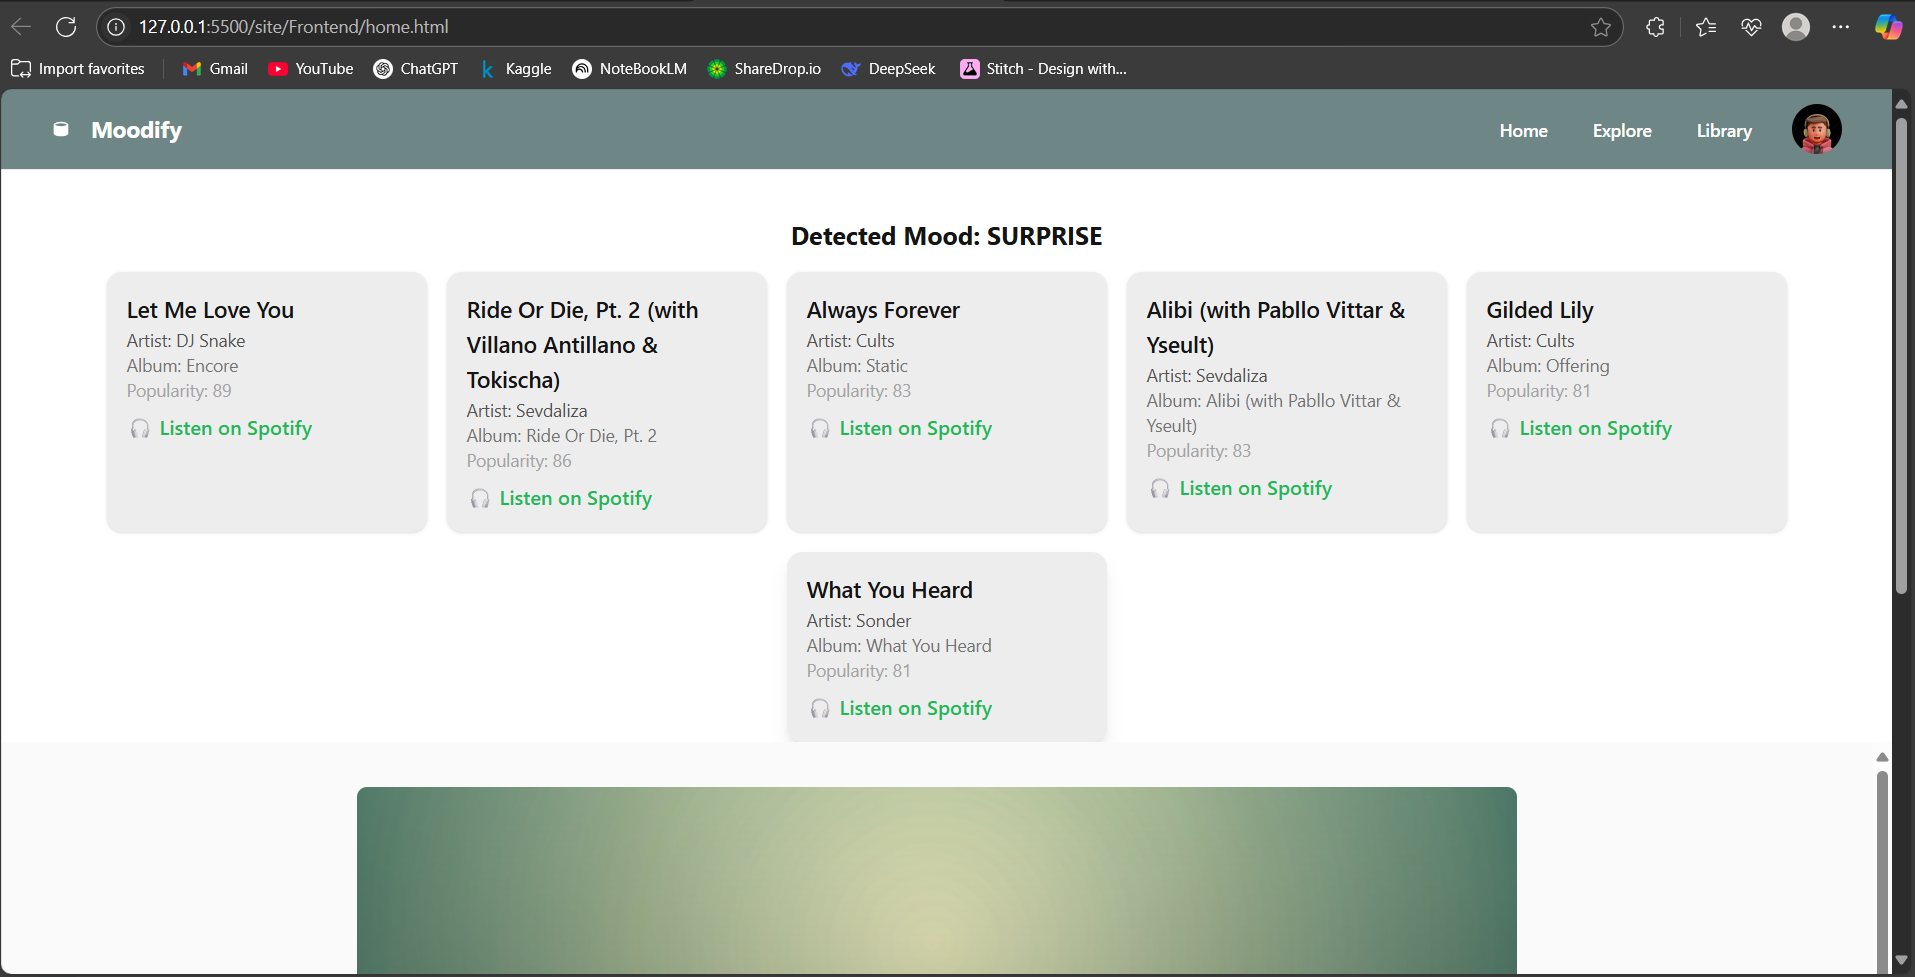 127.0.0.1:5500/site/Frontend/home.html
Import favorites Gmail YouTube ChatGPT Kaggle NoteBookLM ShareDrop.io DeepSeek Stitch - Design with...
Moodify Home Explore Library
Detected Mood: SURPRISE
Let Me Love You
Artist: DJ Snake
Album: Encore
Popularity: 89
Listen on Spotify
Ride Or Die, Pt. 2 (with
Villano Antillano &
Tokischa)
Artist: Sevdaliza
Album: Ride Or Die, Pt. 2
Popularity: 86
Listen on Spotify
Always Forever
Artist: Cults
Album: Static
Popularity: 83
Listen on Spotify
Alibi (with Pabllo Vittar &
Yseult)
Artist: Sevdaliza
Album: Alibi (with Pabllo Vittar &
Yseult)
Popularity: 83
Listen on Spotify
Gilded Lily
Artist: Cults
Album: Offering
Popularity: 81
Listen on Spotify
What You Heard
Artist: Sonder
Album: What You Heard
Popularity: 81
Listen on Spotify